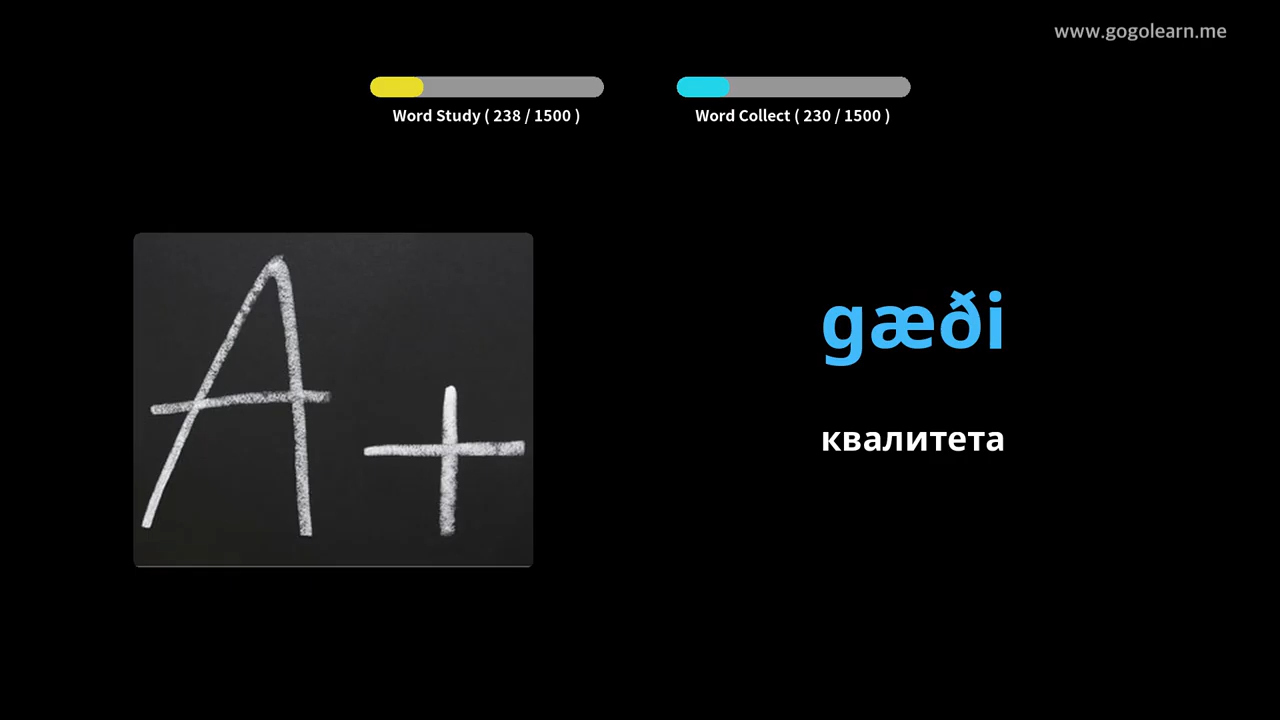 www.gogolearn.me
Word Study ( 238 / 1500 )
Word Collect ( 230 / 1500 )
A+
gæði
квалитета